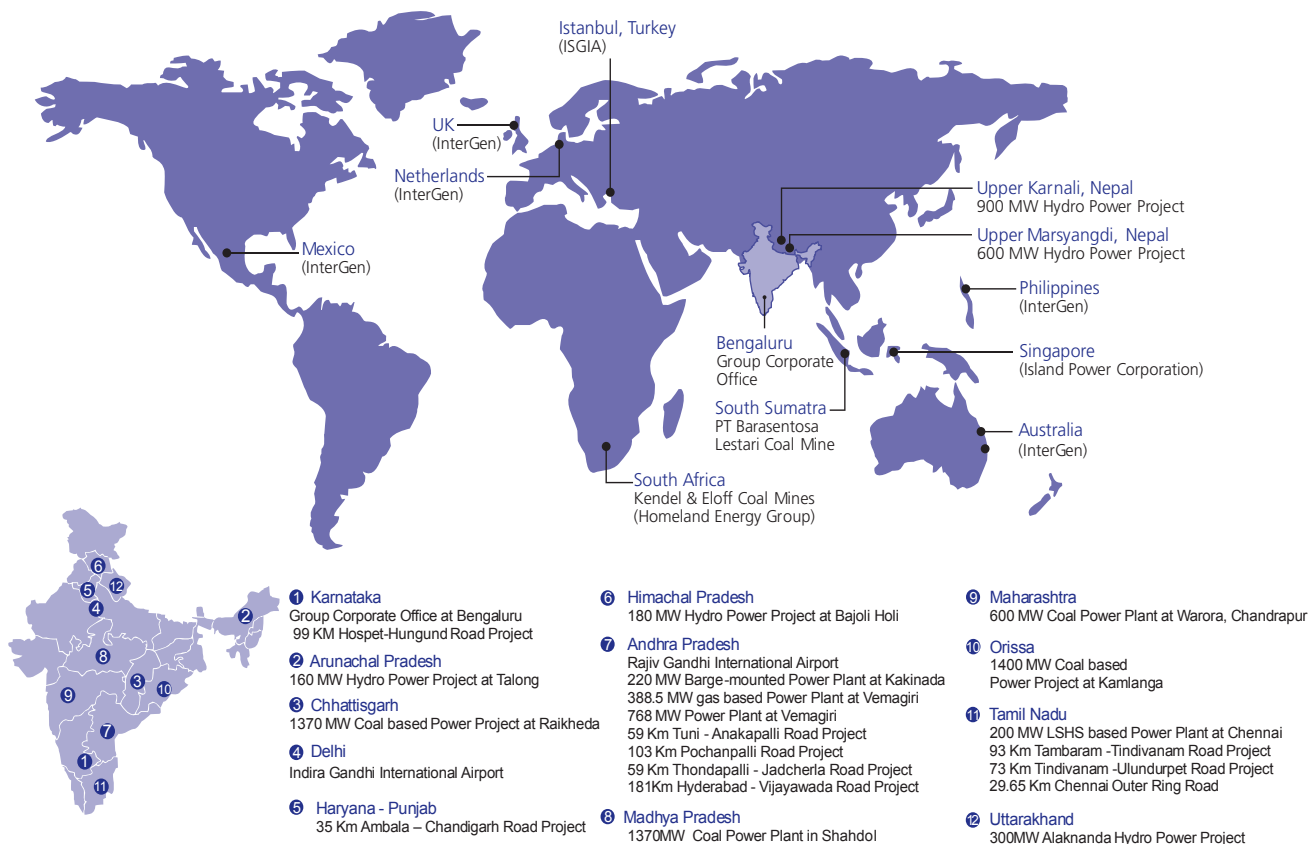 Istanbul, Turkey
(ISGIA)
UK
(InterGen)
Netherlands
(InterGen)
Mexico
(InterGen)
Upper Karnali, Nepal
900 MW Hydro Power Project
Upper Marsyangdi, Nepal
600 MW Hydro Power Project
Philippines
(InterGen)
Bengaluru
Group Corporate
Office
Singapore
(Island Power Corporation)
South Sumatra
PT Barasentosa
Lestari Coal Mine
Australia
(InterGen)
South Africa
Kendel & Eloff Coal Mines
(Homeland Energy Group)
6
5
12
4
2
8
3
10
9
7
1
11
1 Karnataka
Group Corporate Office at Bengaluru
99 KM Hospet-Hungund Road Project
2 Arunachal Pradesh
160 MW Hydro Power Project at Talong
3 Chhattisgarh
1370 MW Coal based Power Project at Raikheda
4 Delhi
Indira Gandhi International Airport
5 Haryana - Punjab
35 Km Ambala – Chandigarh Road Project
6 Himachal Pradesh
180 MW Hydro Power Project at Bajoli Holi
7 Andhra Pradesh
Rajiv Gandhi International Airport
220 MW Barge-mounted Power Plant at Kakinada
388.5 MW gas based Power Plant at Vemagiri
768 MW Power Plant at Vemagiri
59 Km Tuni - Anakapalli Road Project
103 Km Pochanpalli Road Project
59 Km Thondapalli - Jadcherla Road Project
181Km Hyderabad - Vijayawada Road Project
8 Madhya Pradesh
1370MW Coal Power Plant in Shahdol
9 Maharashtra
600 MW Coal Power Plant at Warora, Chandrapur
10 Orissa
1400 MW Coal based
Power Project at Kamlanga
11 Tamil Nadu
200 MW LSHS based Power Plant at Chennai
93 Km Tambaram -Tindivanam Road Project
73 Km Tindivanam -Ulundurpet Road Project
29.65 Km Chennai Outer Ring Road
12 Uttarakhand
300MW Alaknanda Hydro Power Project